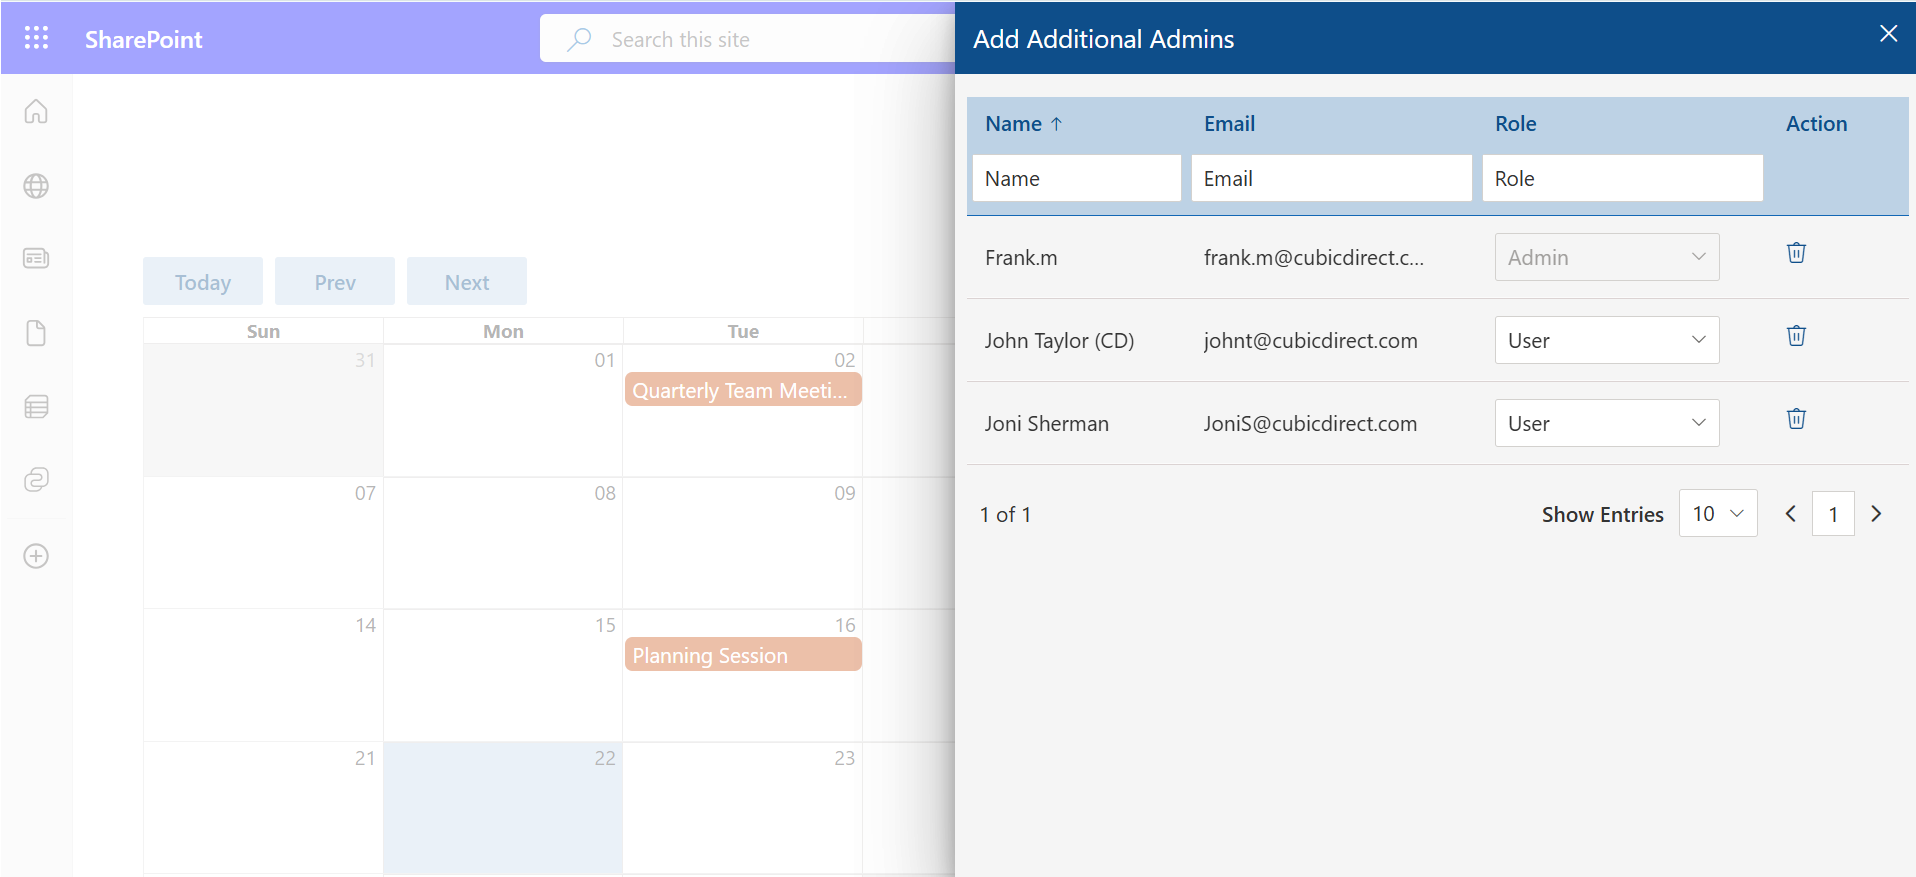 SharePoint
Search this site
Today Prev Next
Sun Mon Tue
31 01 02
Quarterly Team Meeti...
07 08 09
14 15 16
Planning Session
21 22 23
Add Additional Admins
Name Email Role Action
Name Email Role
Frank.m frank.m@cubicdirect.c... Admin
John Taylor (CD) johnt@cubicdirect.com User
Joni Sherman JoniS@cubicdirect.com User
1 of 1 Show Entries 10 1